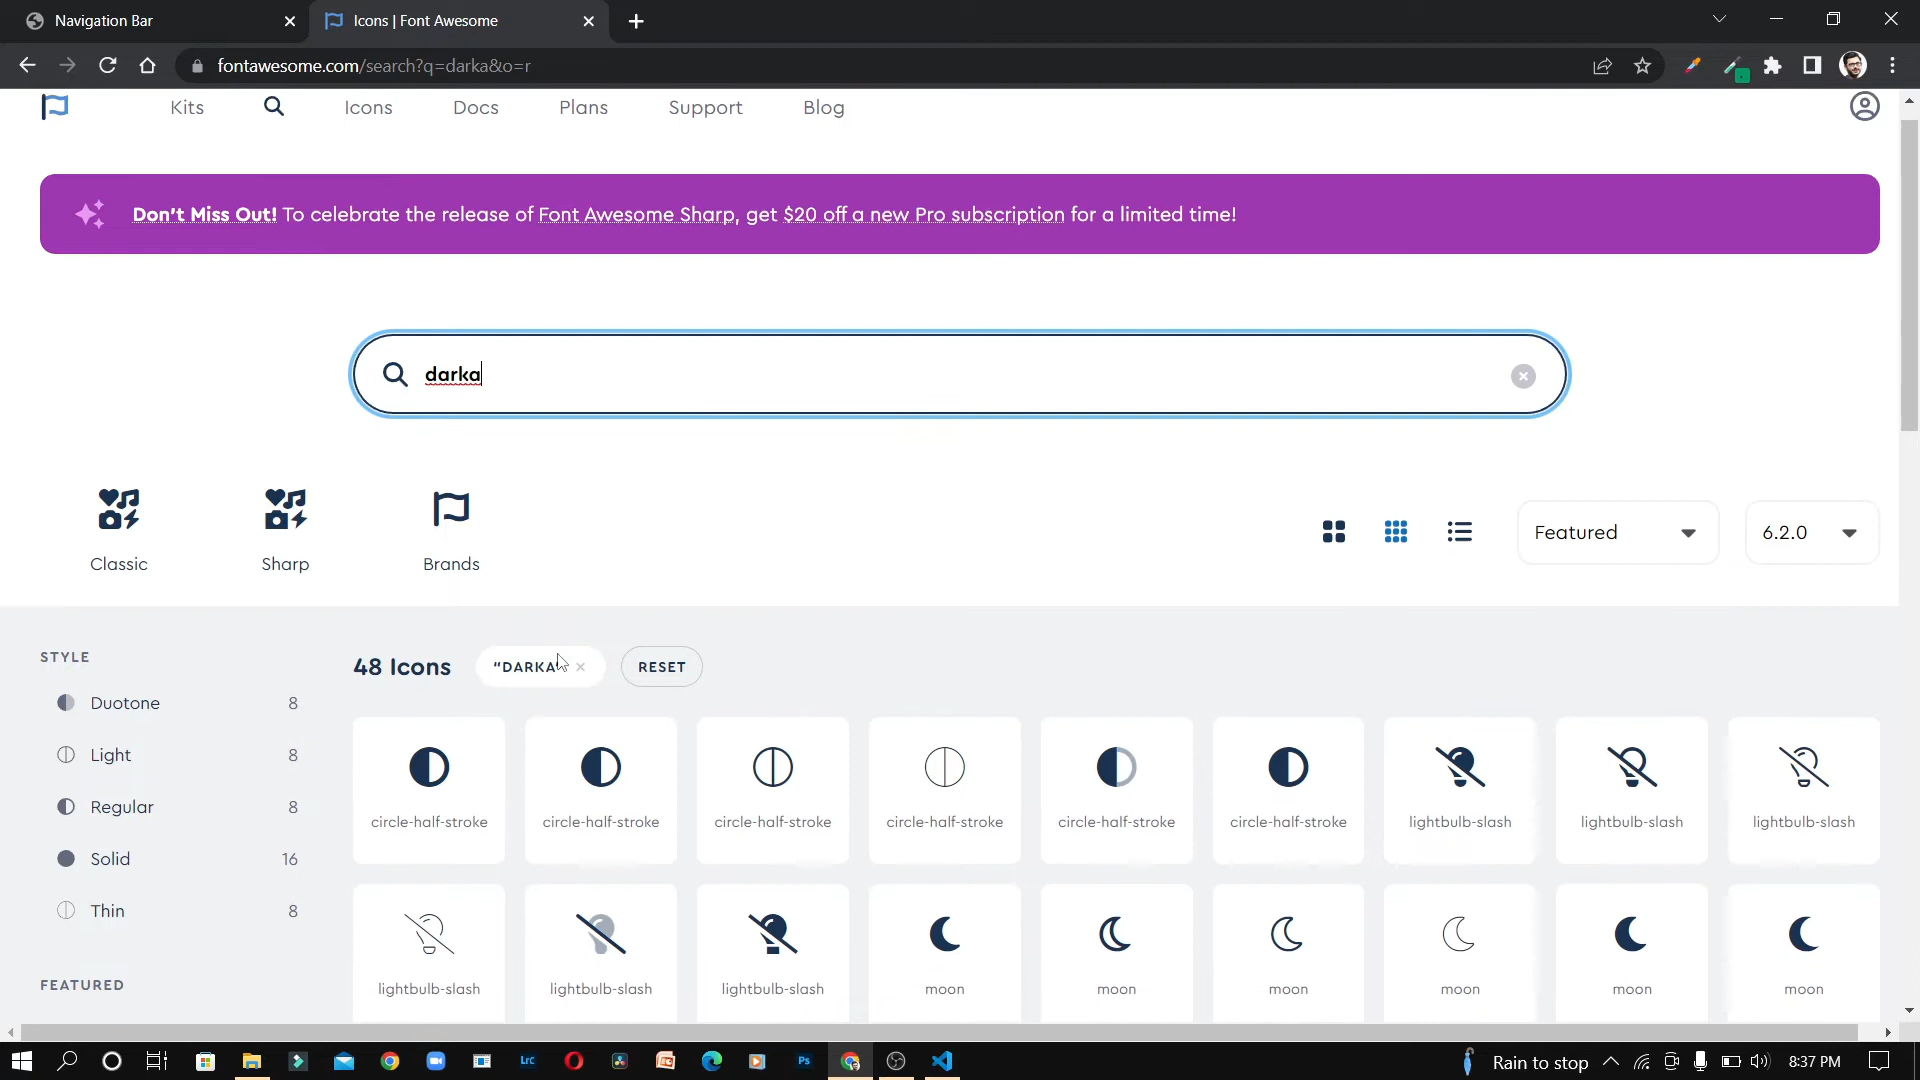 Navigation Bar
Icons | Font Awesome
fontawesome.com/search?q=darka&o=r
Kits
Icons
Docs
Plans
Support
Blog
Don't Miss Out! To celebrate the release of Font Awesome Sharp, get $20 off a new Pro subscription for a limited time!
darka
Classic
Sharp
Brands
Featured
6.2.0
STYLE
48 Icons
"DARKA"
RESET
Duotone 8
Light 8
Regular 8
Solid 16
Thin 8
FEATURED
circle-half-stroke
circle-half-stroke
circle-half-stroke
circle-half-stroke
circle-half-stroke
circle-half-stroke
lightbulb-slash
lightbulb-slash
lightbulb-slash
lightbulb-slash
lightbulb-slash
lightbulb-slash
moon
moon
moon
moon
moon
moon
Lrc
Ps
Rain to stop
8:37 PM